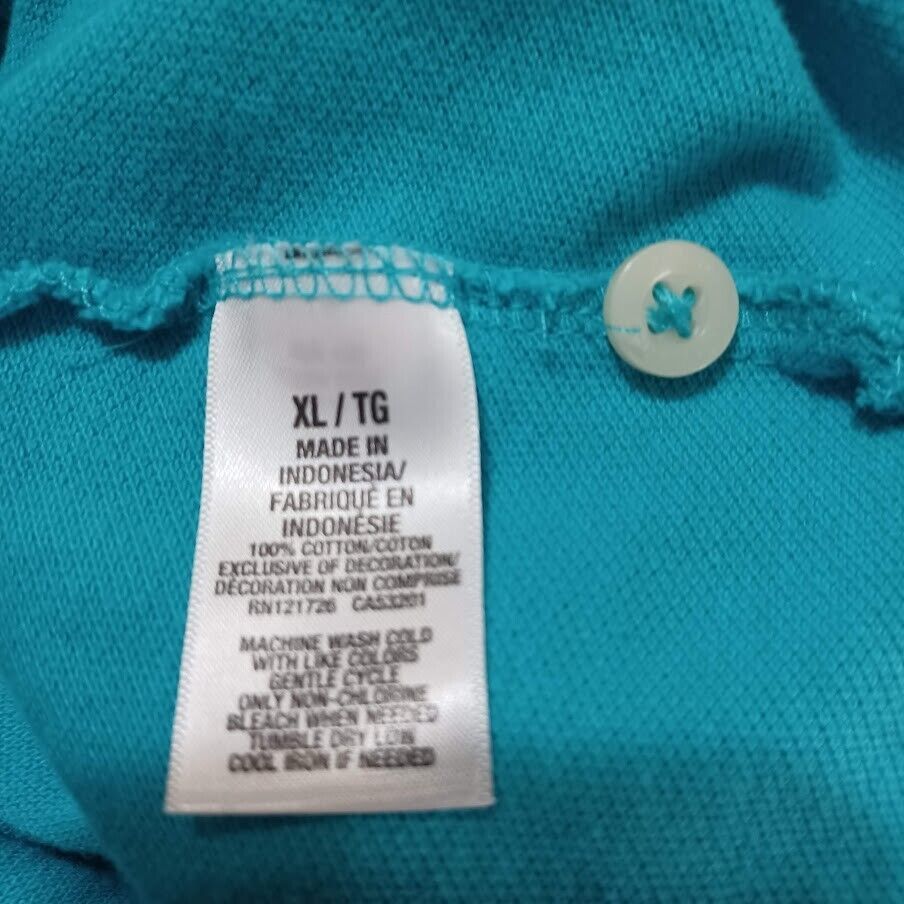 XL / TG
MADE IN
INDONESIA/
FABRIQUÉ EN
INDONÉSIE
100% COTTON/COTON
EXCLUSIVE OF DECORATION/
DÉCORATION NON COMPRISE
RN121726 CA53201
MACHINE WASH COLD
WITH LIKE COLORS
GENTLE CYCLE
ONLY NON-CHLORINE
BLEACH WHEN NEEDED
TUMBLE DRY LOW
COOL IRON IF NEEDED